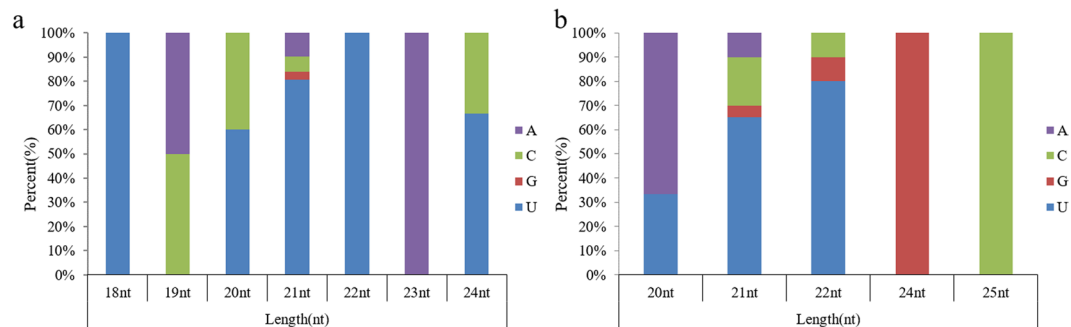 a
100%
90%
80%
70%
60%
50%
40%
30%
20%
10%
0%
Percent(%)
18nt 19nt 20nt 21nt 22nt 23nt 24nt
Length(nt)
A
C
G
U
b
100%
90%
80%
70%
60%
50%
40%
30%
20%
10%
0%
Percent(%)
20nt 21nt 22nt 24nt 25nt
Length(nt)
A
C
G
U